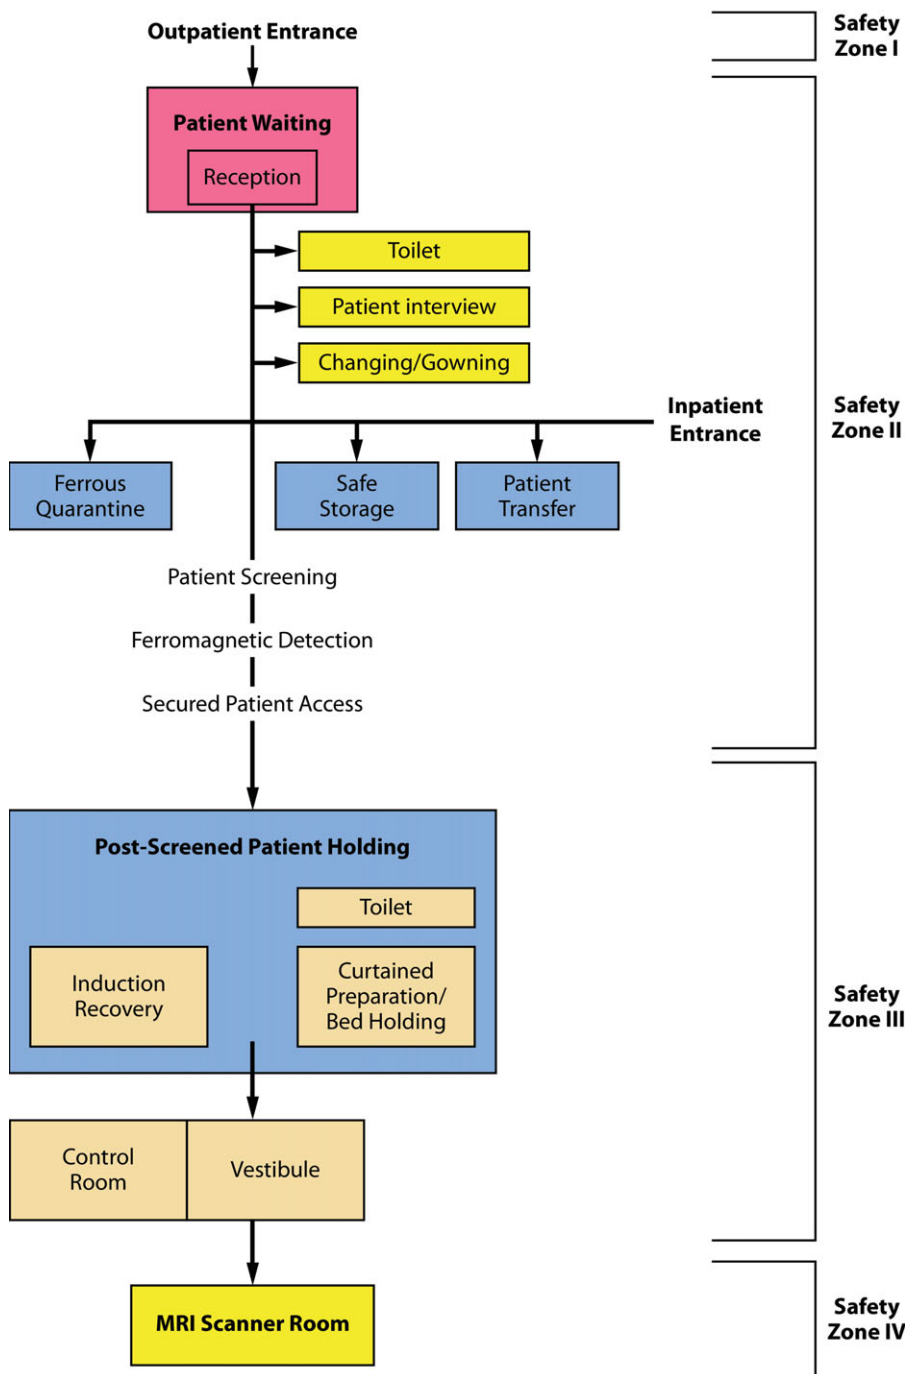 Outpatient Entrance
Safety
Zone I
Patient Waiting
Reception
Toilet
Patient interview
Changing/Gowning
Inpatient
Entrance
Safety
Zone II
Ferrous
Quarantine
Safe
Storage
Patient
Transfer
Patient Screening
Ferromagnetic Detection
Secured Patient Access
Post-Screened Patient Holding
Toilet
Induction
Recovery
Curtained
Preparation/
Bed Holding
Safety
Zone III
Control
Room
Vestibule
MRI Scanner Room
Safety
Zone IV